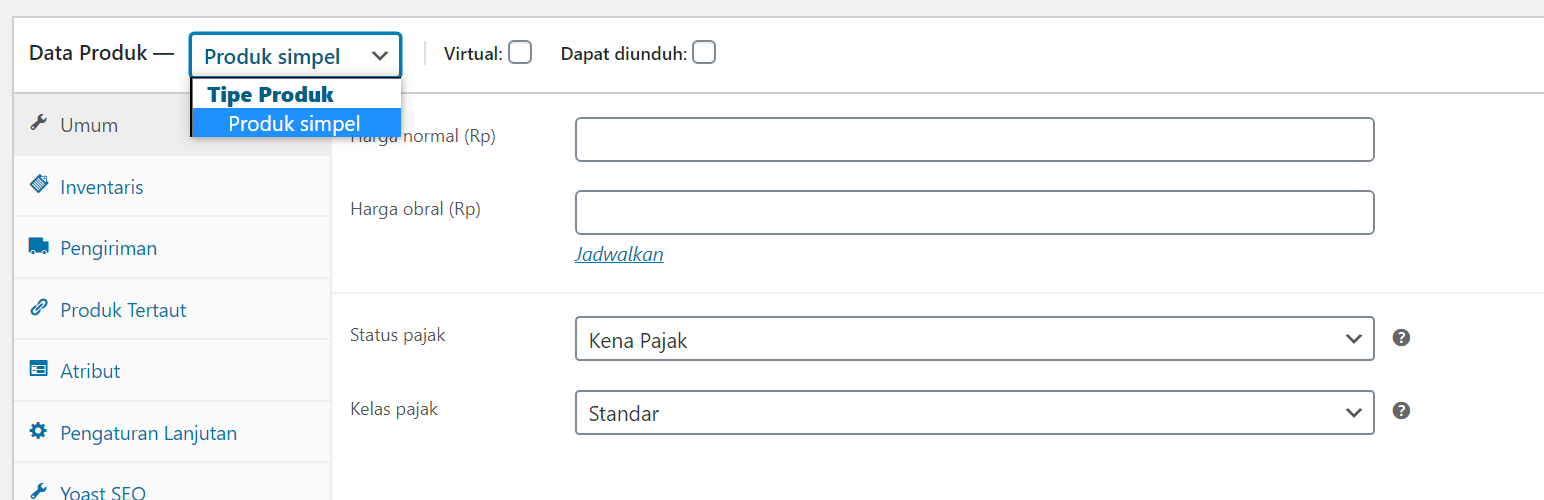 Data Produk —
Produk simpel
Virtual:
Dapat diunduh:
Tipe Produk
Produk simpel
Umum
Inventaris
Pengiriman
Produk Tertaut
Atribut
Pengaturan Lanjutan
Yoast SEO
Harga normal (Rp)
Harga obral (Rp)
Jadwalkan
Status pajak
Kena Pajak
?
Kelas pajak
Standar
?